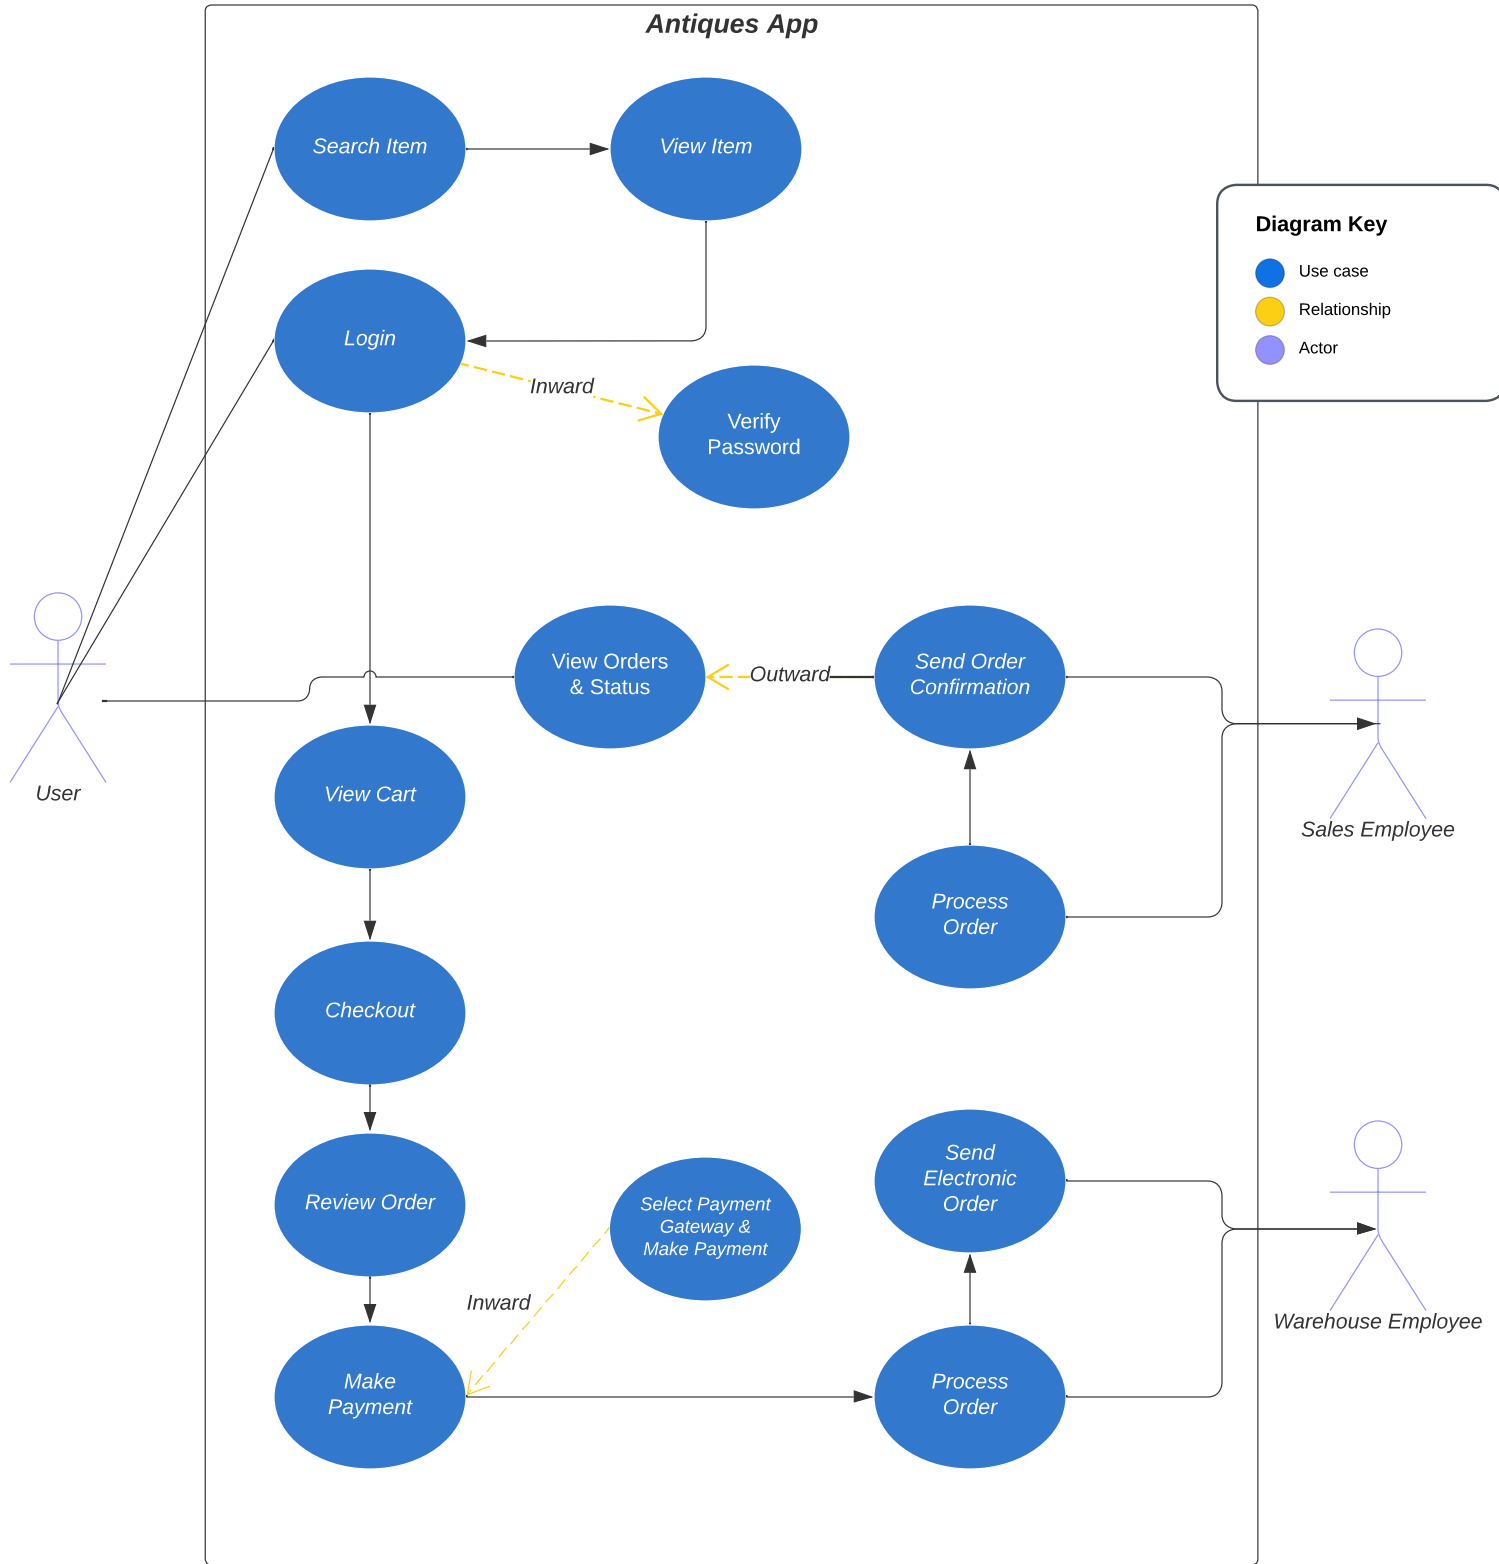 Antiques App
Search Item
View Item
Diagram Key
Use case
Relationship
Actor
Login
Inward
Verify
Password
View Orders
& Status
Outward
Send Order
Confirmation
User
View Cart
Sales Employee
Process
Order
Checkout
Send
Electronic
Order
Review Order
Select Payment
Gateway &
Make Payment
Inward
Warehouse Employee
Make
Payment
Process
Order